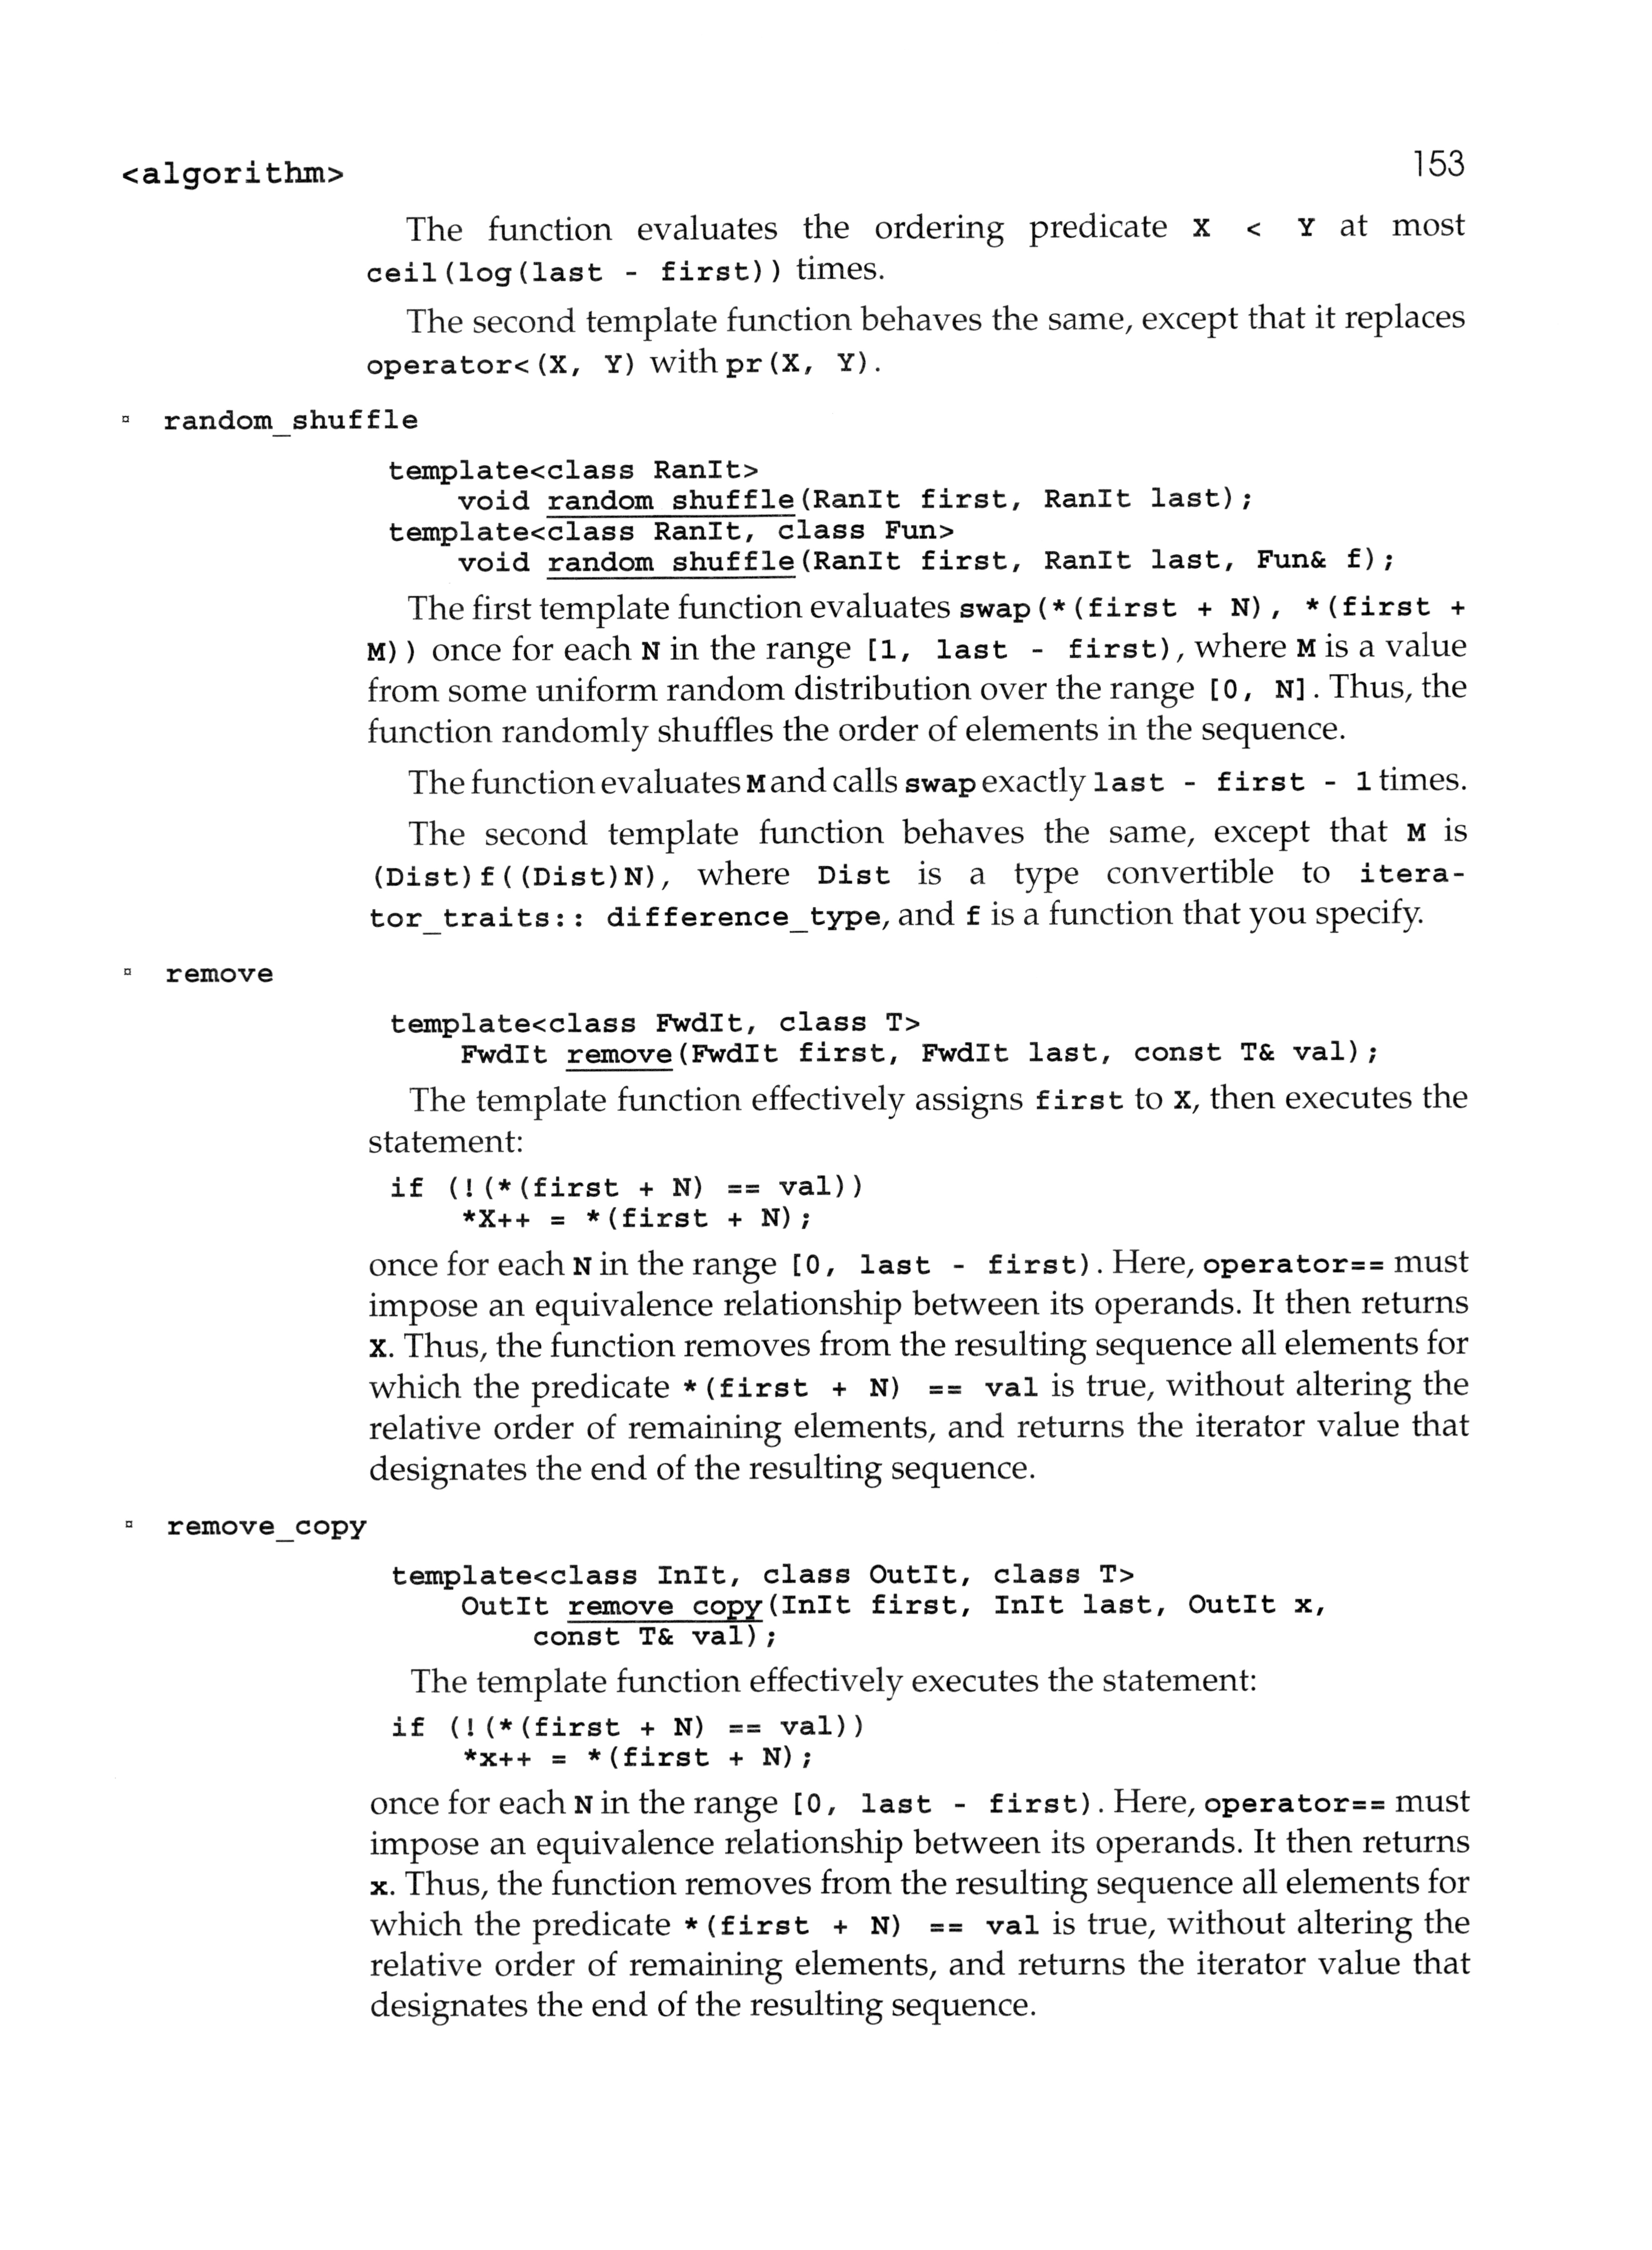 <algorithm>
153
The function evaluates the ordering predicate X < Y at most
ceil(log(last - first)) times.
The second template function behaves the same, except that it replaces
operator<(X, Y) with pr(X, Y).
▫ random_shuffle
template<class RanIt>
void random shuffle(RanIt first, RanIt last);
template<class RanIt, class Fun>
void random shuffle(RanIt first, RanIt last, Fun& f);
The first template function evaluates swap(*(first + N), *(first +
M)) once for each N in the range [1, last - first), where M is a value
from some uniform random distribution over the range [0, N]. Thus, the
function randomly shuffles the order of elements in the sequence.
The function evaluates M and calls swap exactly last - first - 1 times.
The second template function behaves the same, except that M is
(Dist)f((Dist)N), where Dist is a type convertible to itera-
tor_traits:: difference_type, and f is a function that you specify.
▫ remove
template<class FwdIt, class T>
FwdIt remove(FwdIt first, FwdIt last, const T& val);
The template function effectively assigns first to X, then executes the
statement:
if (!(*(first + N) == val))
*X++ = *(first + N);
once for each N in the range [0, last - first). Here, operator== must
impose an equivalence relationship between its operands. It then returns
X. Thus, the function removes from the resulting sequence all elements for
which the predicate *(first + N) == val is true, without altering the
relative order of remaining elements, and returns the iterator value that
designates the end of the resulting sequence.
▫ remove_copy
template<class InIt, class OutIt, class T>
OutIt remove copy(InIt first, InIt last, OutIt x,
const T& val);
The template function effectively executes the statement:
if (!(*(first + N) == val))
*x++ = *(first + N);
once for each N in the range [0, last - first). Here, operator== must
impose an equivalence relationship between its operands. It then returns
x. Thus, the function removes from the resulting sequence all elements for
which the predicate *(first + N) == val is true, without altering the
relative order of remaining elements, and returns the iterator value that
designates the end of the resulting sequence.